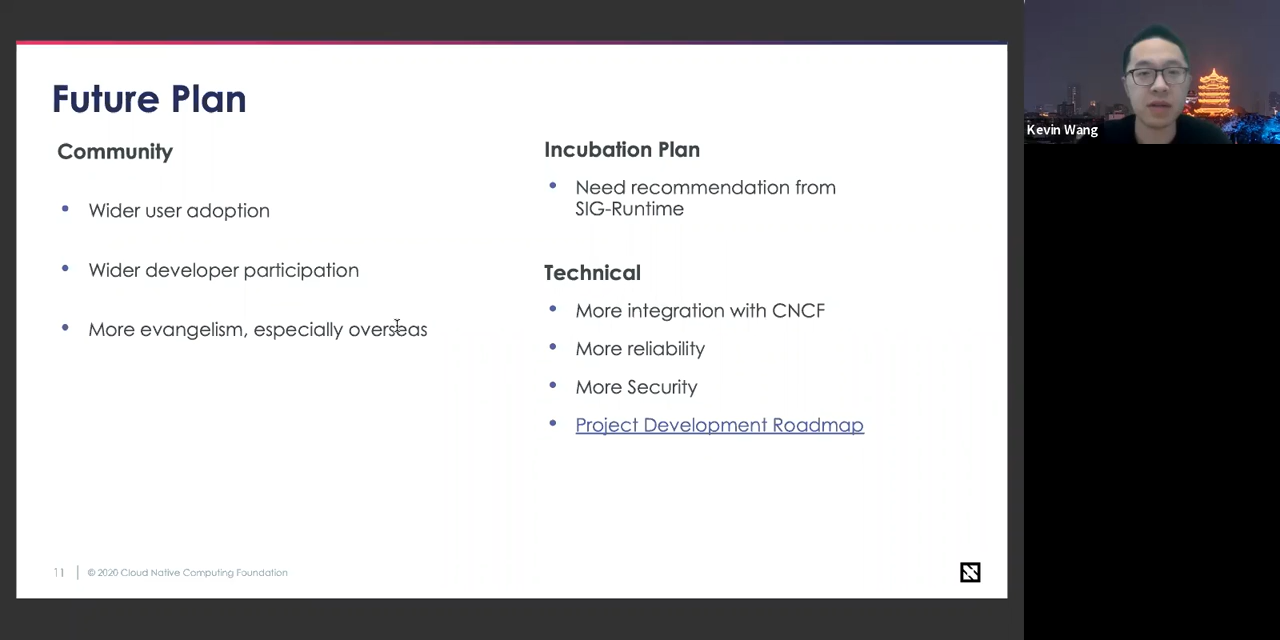 Future Plan
Community
Wider user adoption
Wider developer participation
More evangelism, especially overseas
Incubation Plan
Need recommendation from
SIG-Runtime
Technical
More integration with CNCF
More reliability
More Security
Project Development Roadmap
11
© 2020 Cloud Native Computing Foundation
Kevin Wang